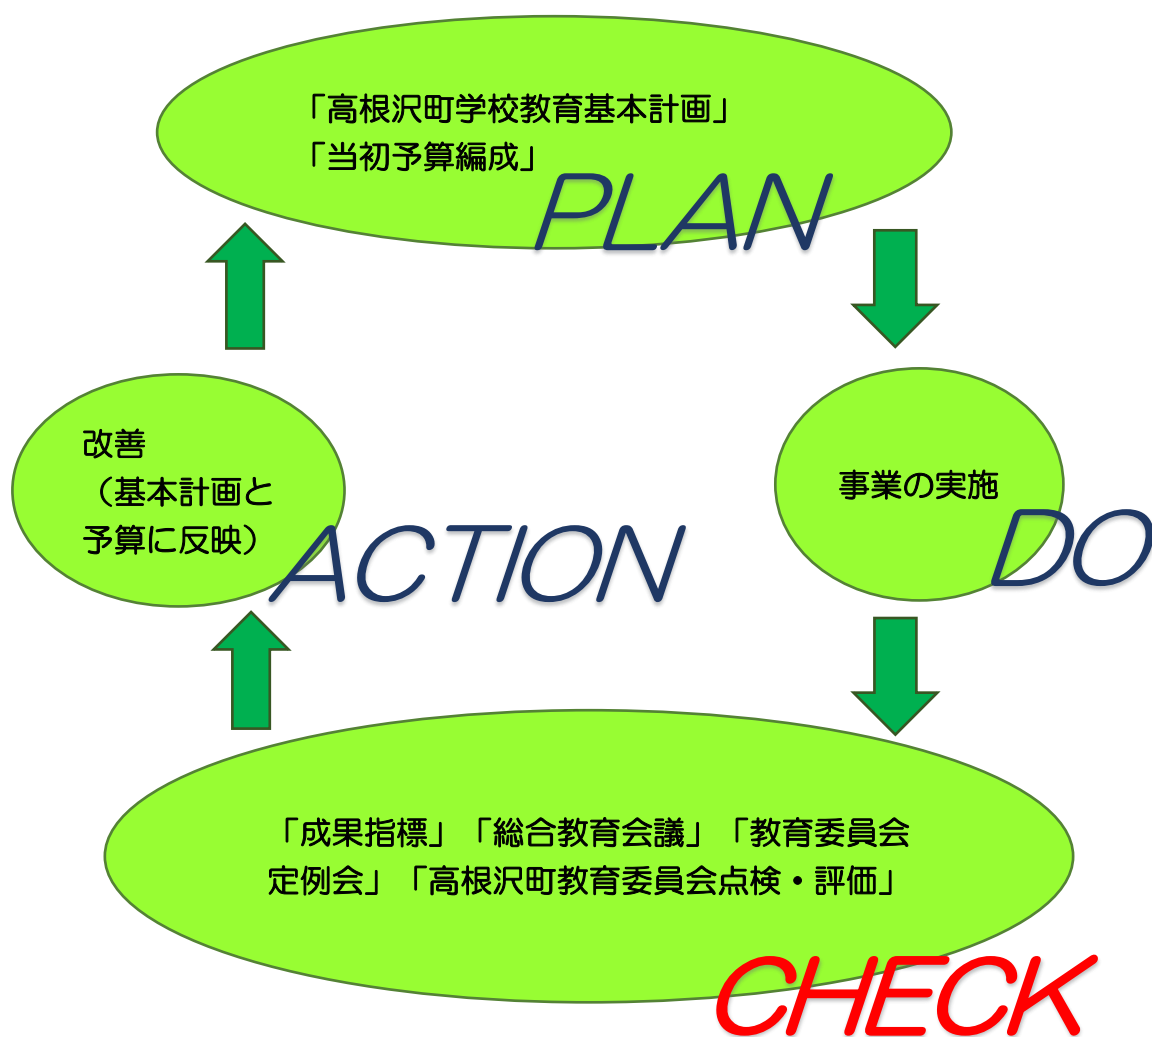 「高根沢町学校教育基本計画」
「当初予算編成」
PLAN
改善
（基本計画と
予算に反映）
ACTION
事業の実施
DO
「成果指標」「総合教育会議」「教育委員会
定例会」「高根沢町教育委員会点検・評価」
CHECK